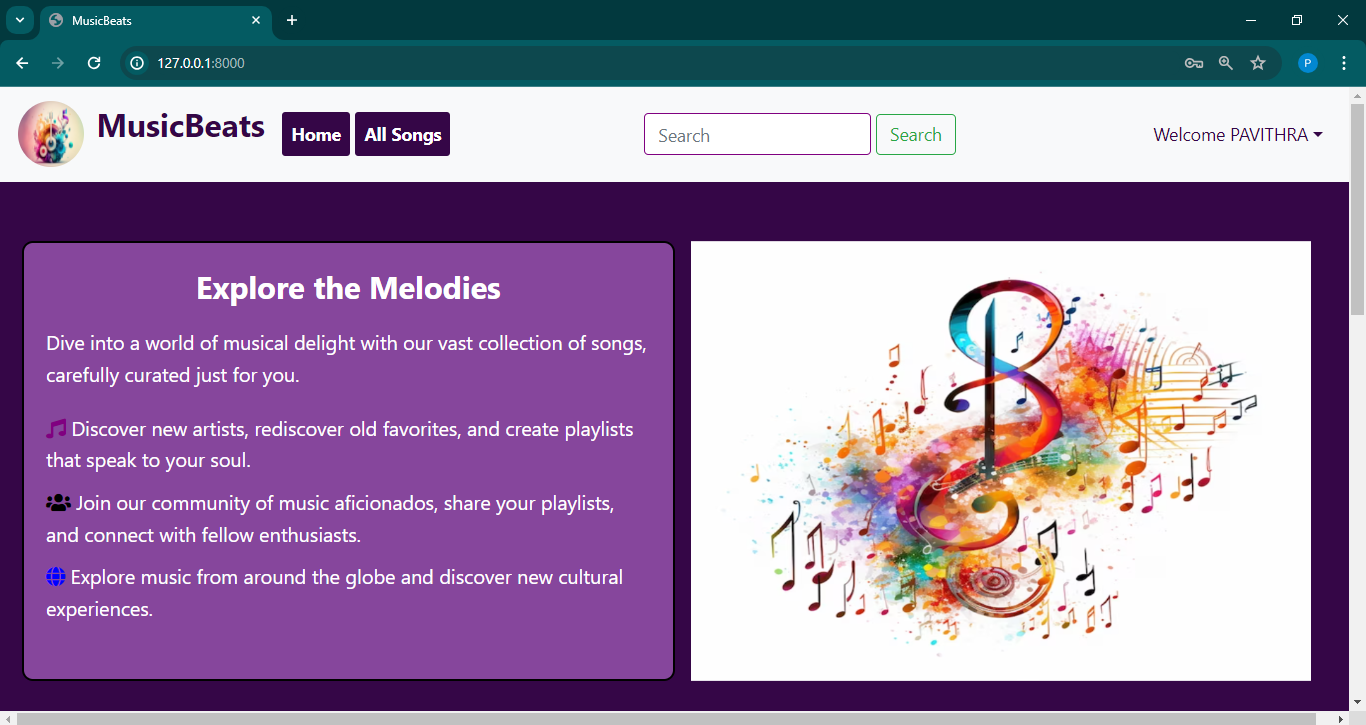 MusicBeats
127.0.0.1:8000
P
MusicBeats
Home
All Songs
Search
Search
Welcome PAVITHRA
Explore the Melodies
Dive into a world of musical delight with our vast collection of songs,
carefully curated just for you.
Discover new artists, rediscover old favorites, and create playlists
that speak to your soul.
Join our community of music aficionados, share your playlists,
and connect with fellow enthusiasts.
Explore music from around the globe and discover new cultural
experiences.